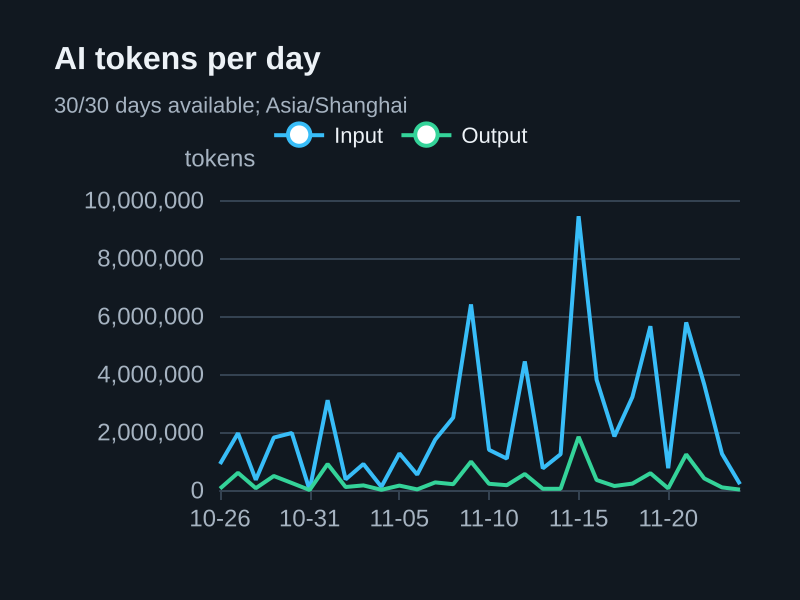 AI tokens per day
30/30 days available; Asia/Shanghai
Input Output
tokens
10,000,000
8,000,000
6,000,000
4,000,000
2,000,000
0
10-26 10-31 11-05 11-10 11-15 11-20